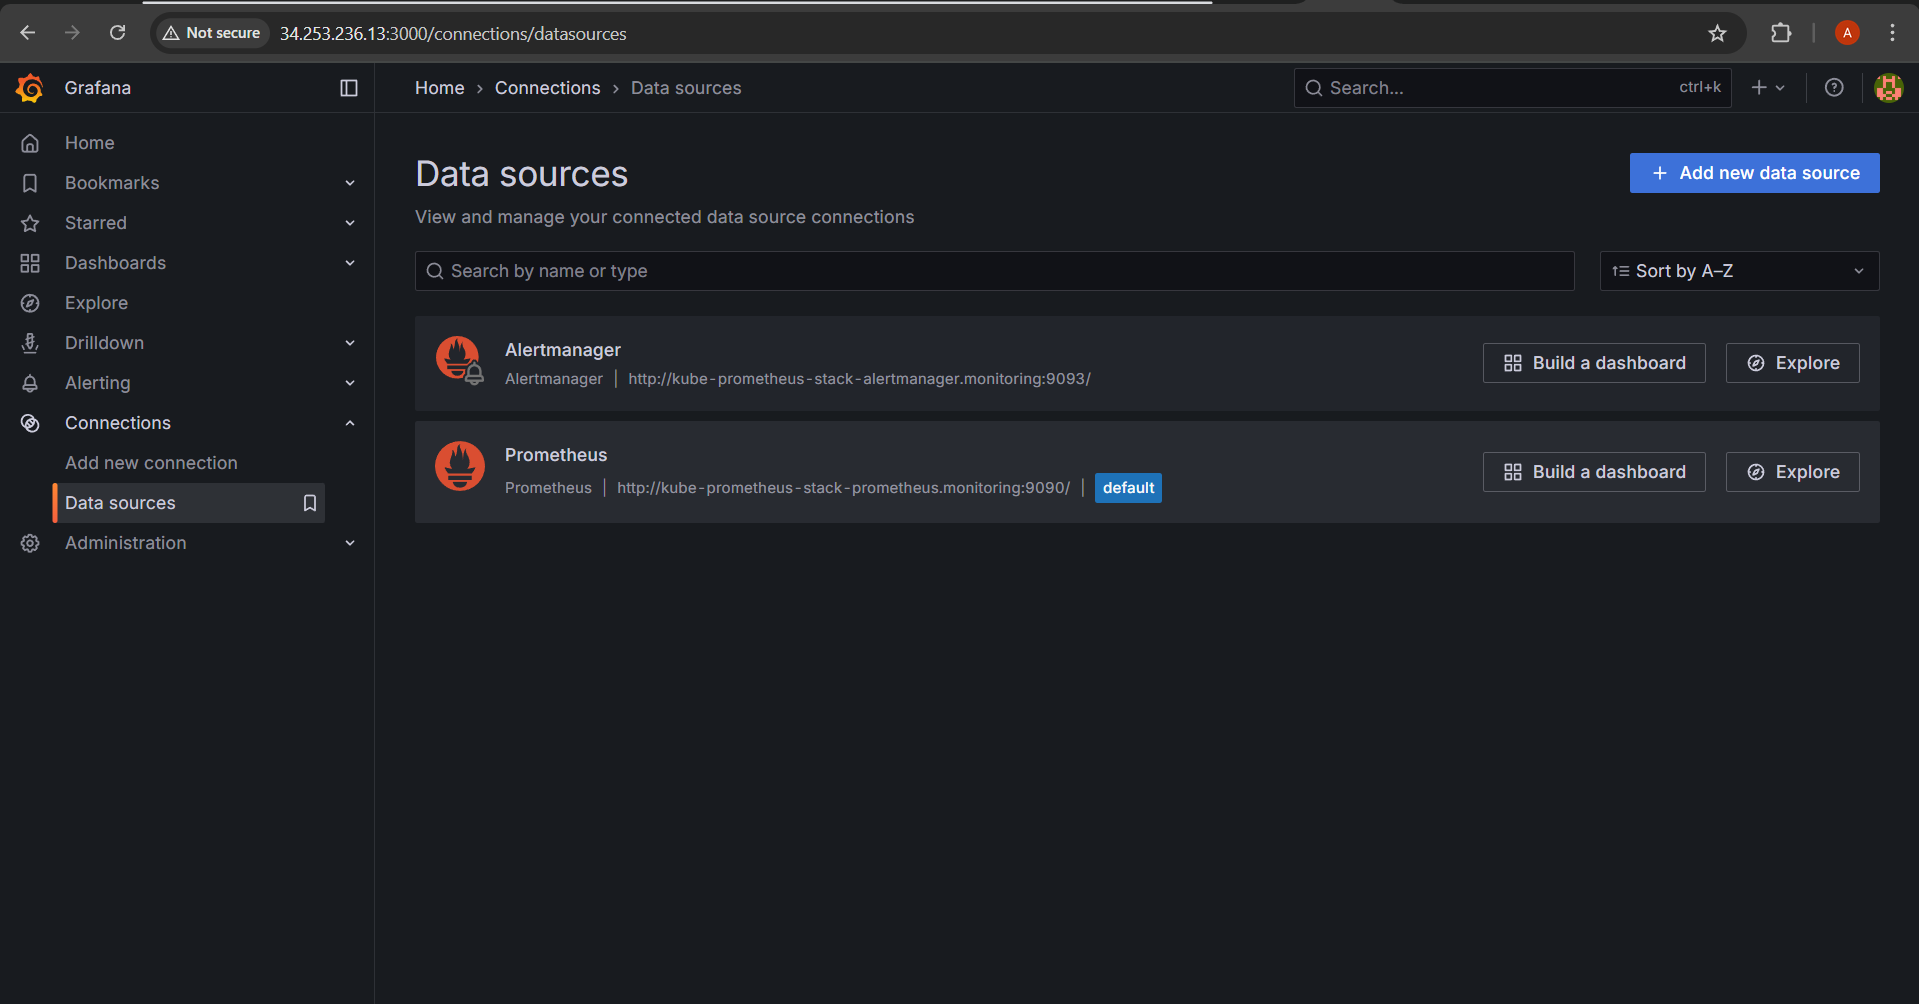 Not secure 34.253.236.13:3000/connections/datasources A
Grafana
Home › Connections › Data sources
Search... ctrl+k
Home
Bookmarks
Starred
Dashboards
Explore
Drilldown
Alerting
Connections
Add new connection
Data sources
Administration
Data sources
Add new data source
View and manage your connected data source connections
Search by name or type
Sort by A–Z
Alertmanager
Alertmanager | http://kube-prometheus-stack-alertmanager.monitoring:9093/
Build a dashboard Explore
Prometheus
Prometheus | http://kube-prometheus-stack-prometheus.monitoring:9090/ | default
Build a dashboard Explore